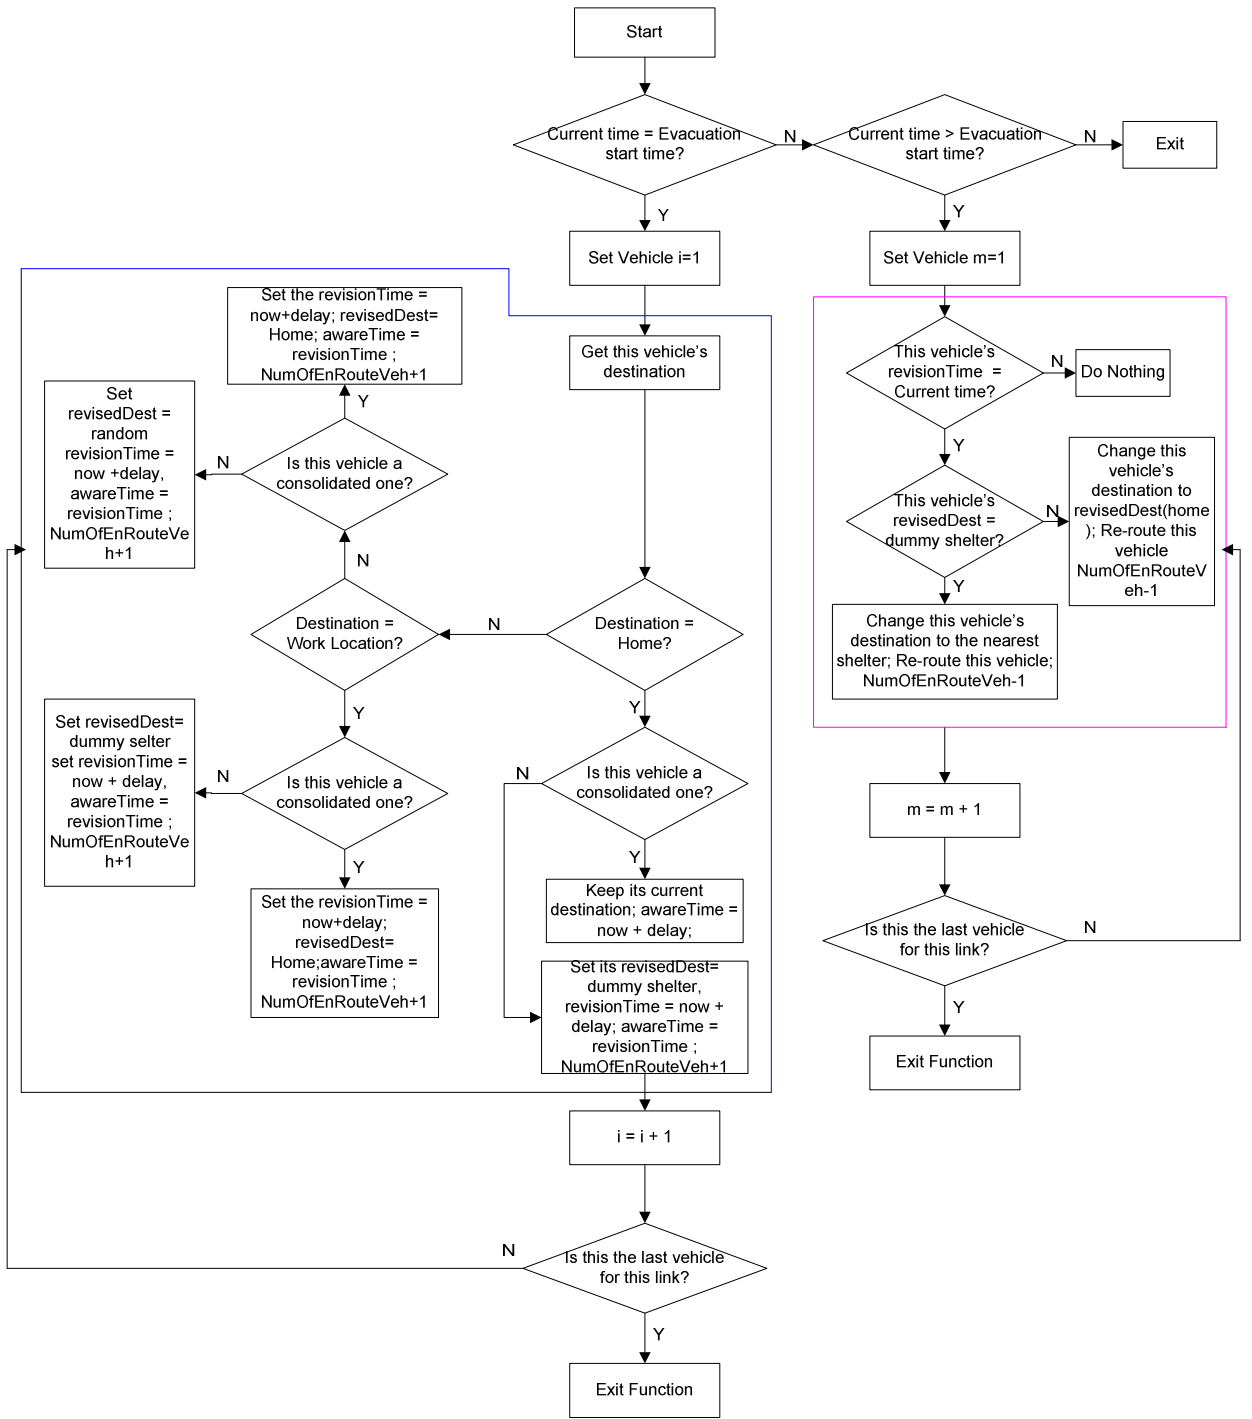 Start
Current time = Evacuation
start time?
N
Current time > Evacuation
start time?
N
Exit
Y
Y
Set Vehicle i=1
Set Vehicle m=1
Set the revisionTime =
now+delay; revisedDest=
Home; awareTime =
revisionTime ;
NumOfEnRouteVeh+1
Get this vehicle's
destination
This vehicle's
revisionTime  =
Current time?
N
Do Nothing
Y
Set
revisedDest =
random
revisionTime =
now +delay,
awareTime =
revisionTime ;
NumOfEnRouteVe
h+1
N
Y
Is this vehicle a
consolidated one?
This vehicle's
revisedDest =
dummy shelter?
N
Change this
vehicle's
destination to
revisedDest(home
); Re-route this
vehicle
NumOfEnRouteV
eh-1
Y
N
Destination =
Work Location?
N
Destination =
Home?
Change this vehicle's
destination to the nearest
shelter; Re-route this vehicle;
NumOfEnRouteVeh-1
Y
Y
Set revisedDest=
dummy selter
set revisionTime =
now + delay,
awareTime =
revisionTime ;
NumOfEnRouteVe
h+1
N
Is this vehicle a
consolidated one?
N
Is this vehicle a
consolidated one?
m = m + 1
Y
Y
Set the revisionTime =
now+delay;
revisedDest=
Home;awareTime =
revisionTime ;
NumOfEnRouteVeh+1
Keep its current
destination; awareTime =
now + delay;
Is this the last vehicle
for this link?
N
Set its revisedDest=
dummy shelter,
revisionTime = now +
delay; awareTime =
revisionTime ;
NumOfEnRouteVeh+1
Y
Exit Function
i = i + 1
N
Is this the last vehicle
for this link?
Y
Exit Function